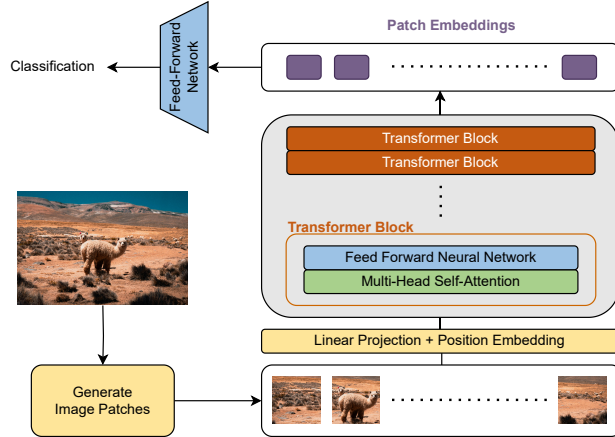 Patch Embeddings
Classification
Feed-Forward
Network
Transformer Block
Transformer Block
Transformer Block
Feed Forward Neural Network
Multi-Head Self-Attention
Linear Projection + Position Embedding
Generate
Image Patches